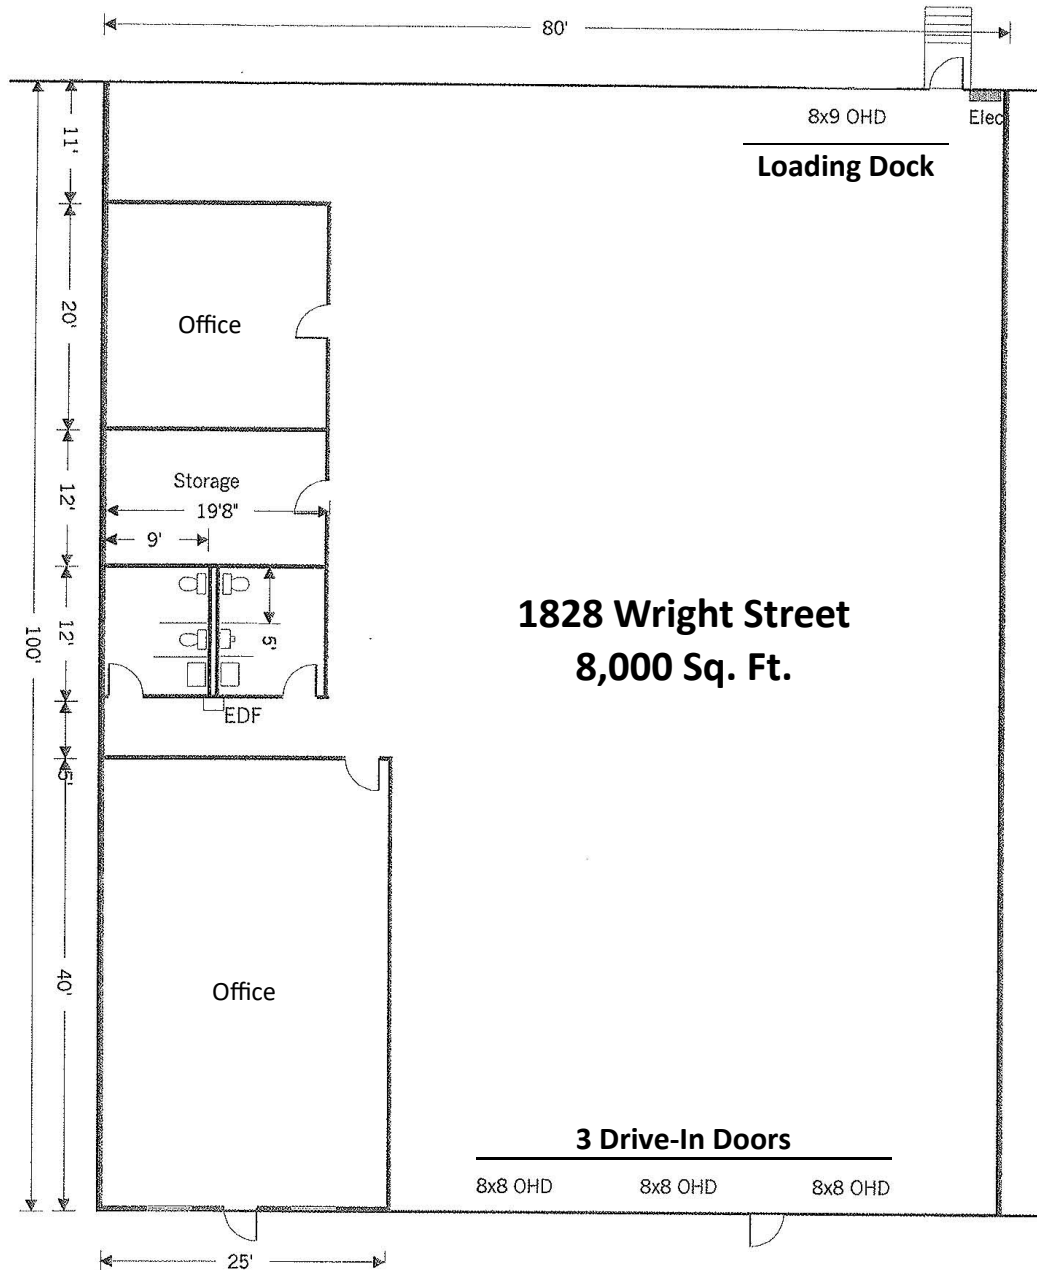 80'
8x9 OHD
Elec
Loading Dock
11'
20'
Office
Storage
12'
19'8"
9'
1828 Wright Street
8,000 Sq. Ft.
12'
5'
100'
EDF
5'
40'
Office
3 Drive-In Doors
8x8 OHD
8x8 OHD
8x8 OHD
25'